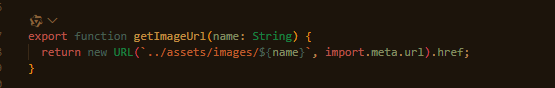 export function getImageUrl(name: String) {
  return new URL(`../assets/images/${name}`, import.meta.url).href;
}